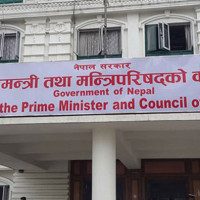 नेपाल सरकार
मन्त्री तथा मन्त्रिपरिषद्को
Government of Nepal
the Prime Minister and Council of